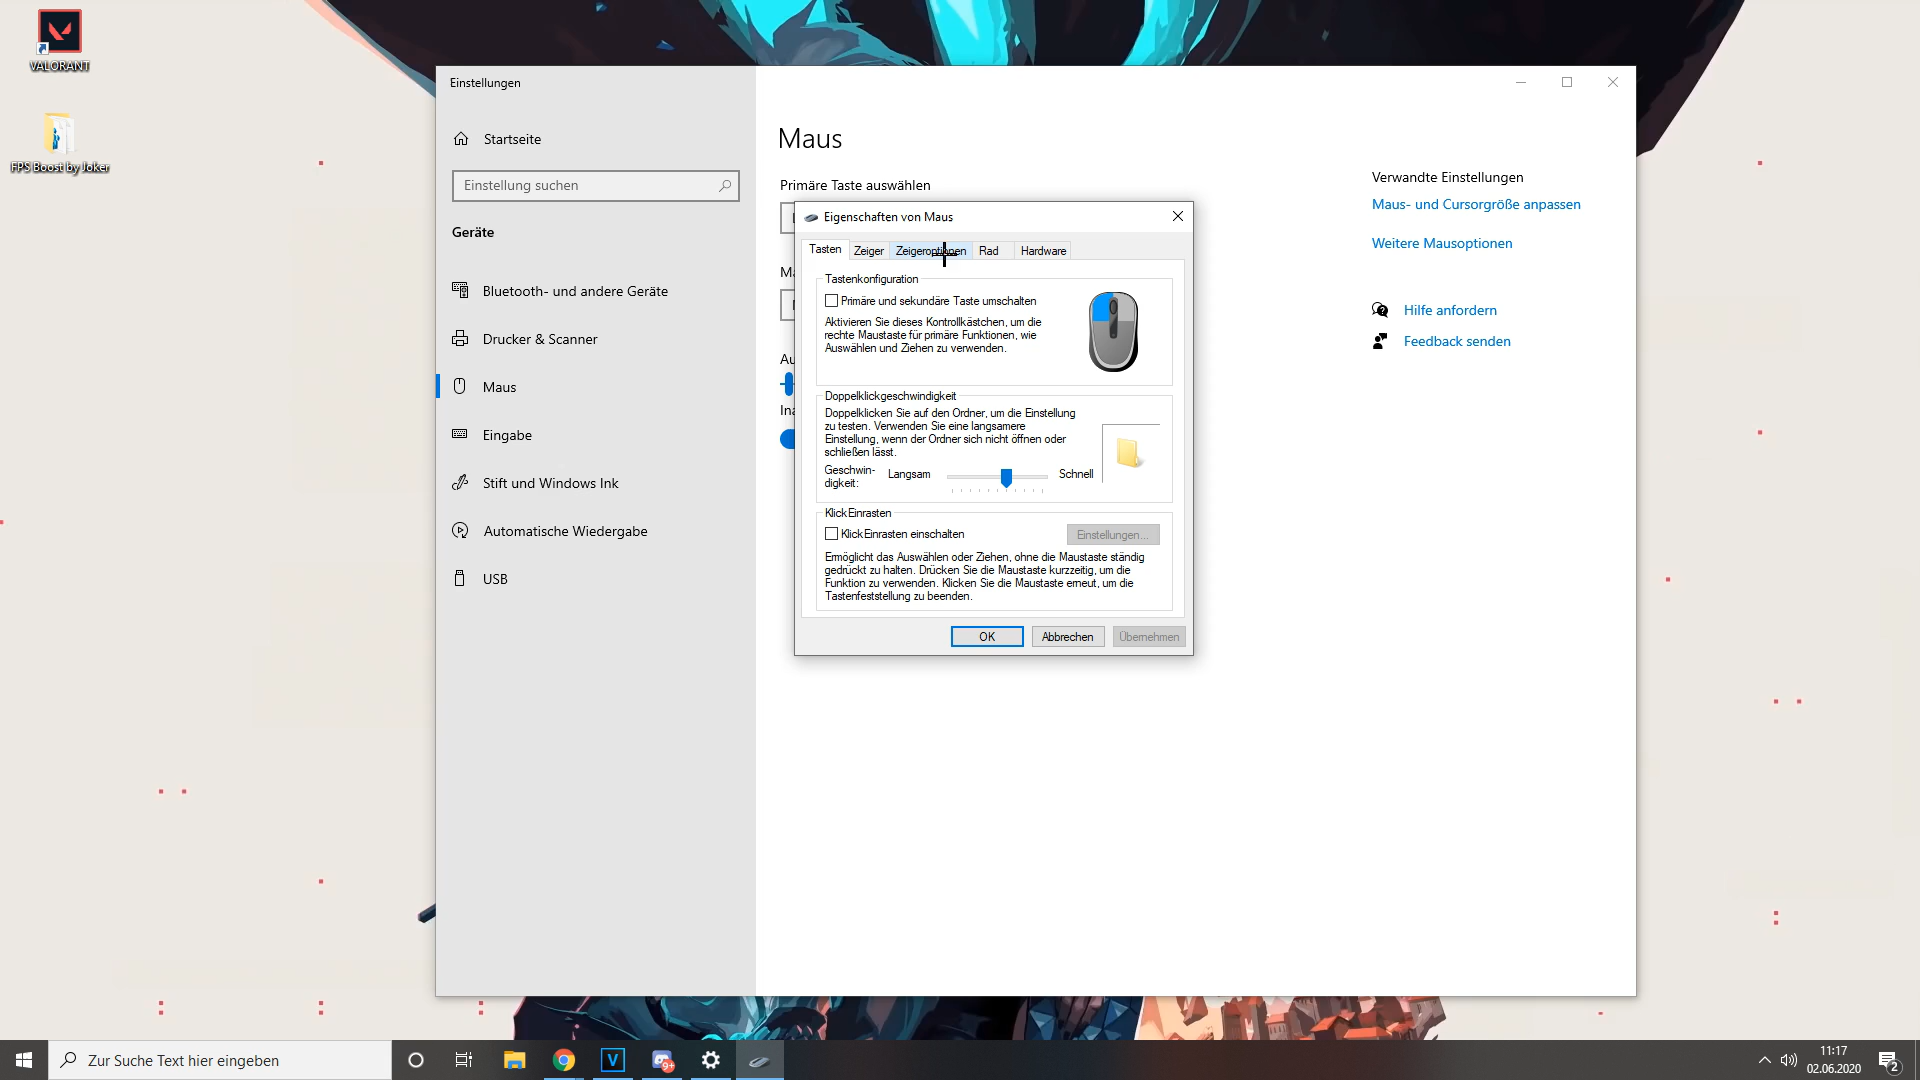 VALORANT
FPS Boost by Joker
Einstellungen
Startseite
Einstellung suchen
Geräte
Bluetooth- und andere Geräte
Drucker & Scanner
Maus
Eingabe
Stift und Windows Ink
Automatische Wiedergabe
USB
Maus
Primäre Taste auswählen
Verwandte Einstellungen
Maus- und Cursorgröße anpassen
Weitere Mausoptionen
Hilfe anfordern
Feedback senden
Eigenschaften von Maus
Tasten
Zeiger
Zeigeroptionen
Rad
Hardware
Tastenkonfiguration
Primäre und sekundäre Taste umschalten
Aktivieren Sie dieses Kontrollkästchen, um die
rechte Maustaste für primäre Funktionen, wie
Auswählen und Ziehen zu verwenden.
Doppelklickgeschwindigkeit
Doppelklicken Sie auf den Ordner, um die Einstellung
zu testen. Verwenden Sie eine langsamere
Einstellung, wenn der Ordner sich nicht öffnen oder
schließen lässt.
Geschwin-
digkeit:
Langsam
Schnell
KlickEinrasten
KlickEinrasten einschalten
Einstellungen...
Ermöglicht das Auswählen oder Ziehen, ohne die Maustaste ständig
gedrückt zu halten. Drücken Sie die Maustaste kurzzeitig, um die
Funktion zu verwenden. Klicken Sie die Maustaste erneut, um die
Tastenfeststellung zu beenden.
OK
Abbrechen
Übernehmen
Zur Suche Text hier eingeben
V
9+
11:17
02.06.2020
2